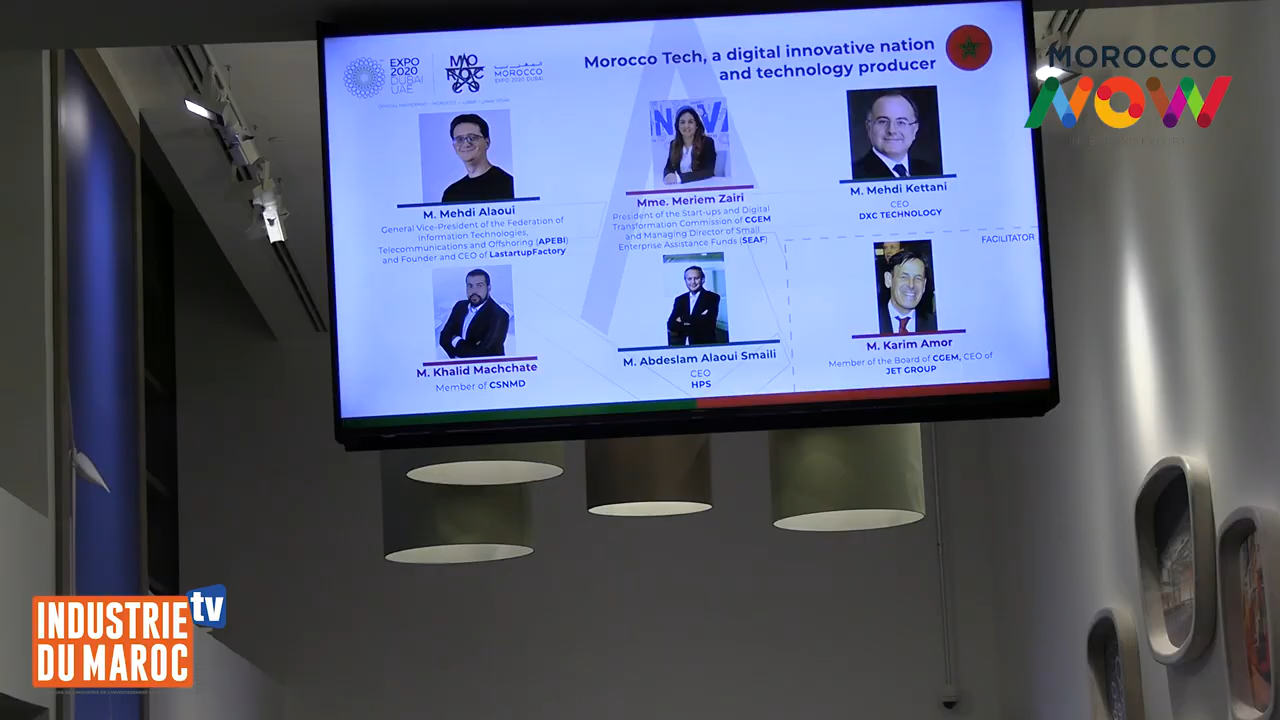 EXPO
2020
DUBAI
UAE
MOROCCO
EXPO 2020 DUBAI
Morocco Tech, a digital innovative nation
and technology producer
MOROCCO
NOW
NOW
M. Mehdi Alaoui
General Vice-President of the Federation of
Information Technologies,
Telecommunications and Offshoring (APEBI)
and Founder and CEO of LastartupFactory
Mme. Meriem Zairi
President of the Start-ups and Digital
Transformation Commission of CGEM
and Managing Director of Small
Enterprise Assistance Funds (SEAF)
M. Mehdi Kettani
CEO
DXC TECHNOLOGY
FACILITATOR
M. Khalid Machchate
Member of CSNMD
M. Abdeslam Alaoui Smaili
CEO
HPS
M. Karim Amor
Member of the Board of CGEM, CEO of
JET GROUP
INDUSTRIE
DU MAROC
tv